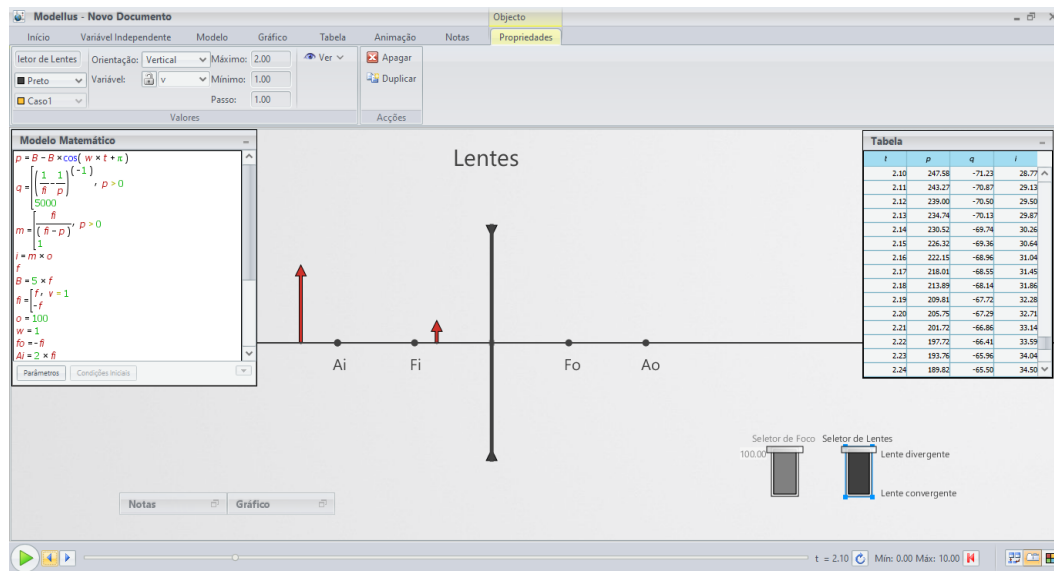 Modellus - Novo Documento
Objecto
Início Variável Independente Modelo Gráfico Tabela Animação Notas Propriedades
letor de Lentes Orientação: Vertical Máximo: 2.00 Ver Apagar
Preto Variável: v Mínimo: 1.00 Duplicar
Caso1 Passo: 1.00
Valores Acções
Modelo Matemático
p = B - B × cos( w × t + π )
q = [ ( 1/fi - 1/p )^(-1) , p > 0
5000
m = [ fi / ( fi - p ) , p > 0
1
i = m × o
f
B = 5 × f
fi = [ f , v = 1
-f
o = 100
w = 1
fo = -fi
Ai = 2 × fi
Parâmetros Condições Iniciais
Lentes
Ai Fi Fo Ao
Tabela
t p q i
2.10 247.58 -71.23 28.77
2.11 243.27 -70.87 29.13
2.12 239.00 -70.50 29.50
2.13 234.74 -70.13 29.87
2.14 230.52 -69.74 30.26
2.15 226.32 -69.36 30.64
2.16 222.15 -68.96 31.04
2.17 218.01 -68.55 31.45
2.18 213.89 -68.14 31.86
2.19 209.81 -67.72 32.28
2.20 205.75 -67.29 32.71
2.21 201.72 -66.86 33.14
2.22 197.72 -66.41 33.59
2.23 193.76 -65.96 34.04
2.24 189.82 -65.50 34.50
Seletor de Foco Seletor de Lentes
100.00 Lente divergente
Lente convergente
Notas Gráfico
t = 2.10 Mín: 0.00 Máx: 10.00